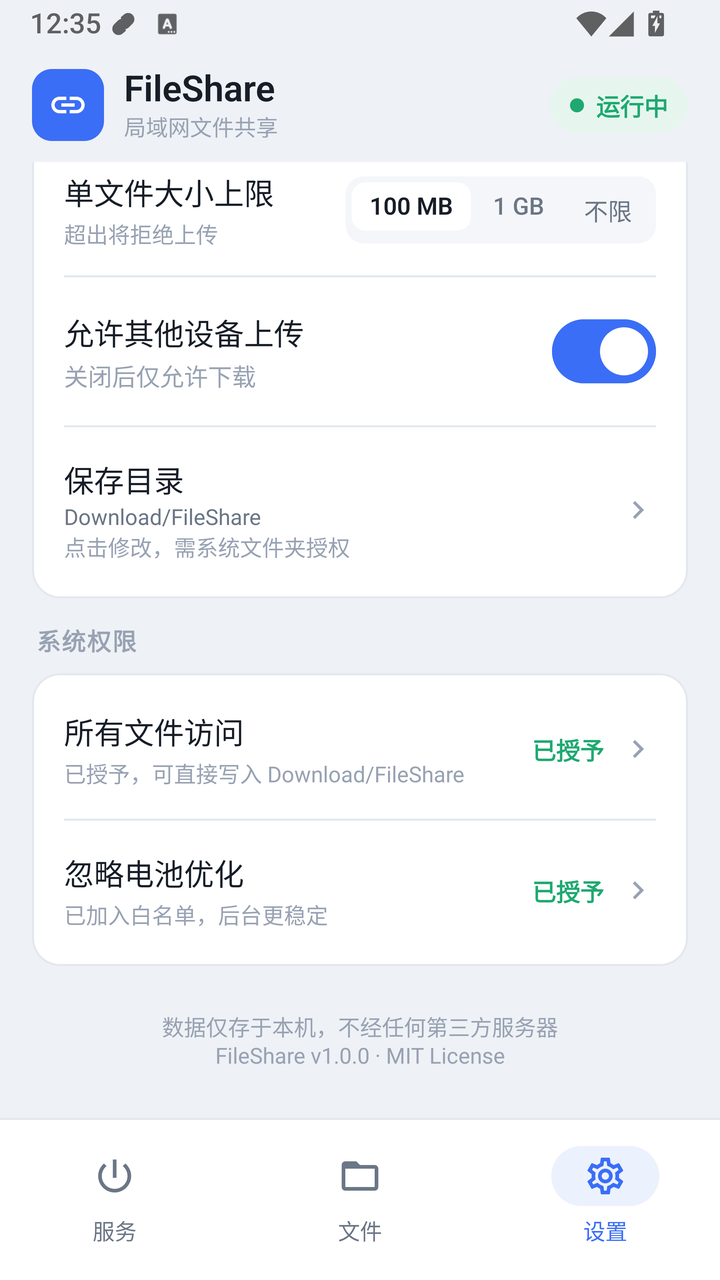 12:35
FileShare
局域网文件共享
运行中
单文件大小上限
超出将拒绝上传
100 MB
1 GB
不限
允许其他设备上传
关闭后仅允许下载
保存目录
Download/FileShare
点击修改，需系统文件夹授权
系统权限
所有文件访问
已授予，可直接写入 Download/FileShare
已授予
忽略电池优化
已加入白名单，后台更稳定
已授予
数据仅存于本机，不经任何第三方服务器
FileShare v1.0.0 · MIT License
服务
文件
设置